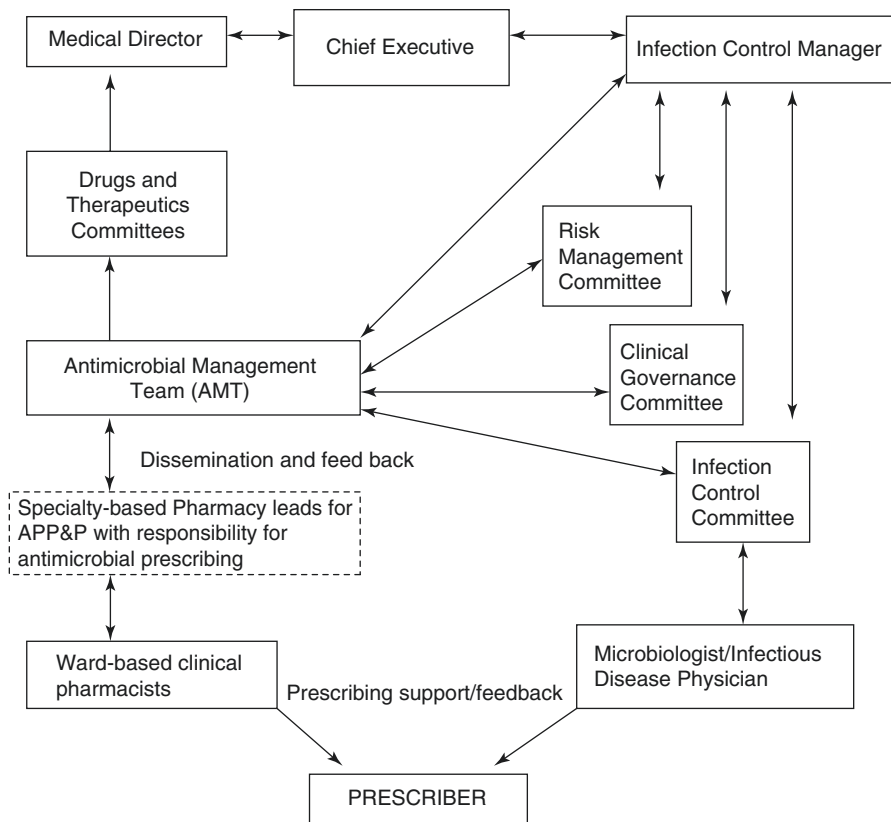 Medical Director
Chief Executive
Infection Control Manager
Drugs and
Therapeutics
Committees
Risk
Management
Committee
Antimicrobial Management
Team (AMT)
Clinical
Governance
Committee
Dissemination and feed back
Infection
Control
Committee
Specialty-based Pharmacy leads for
APP&P with responsibility for
antimicrobial prescribing
Ward-based clinical
pharmacists
Microbiologist/Infectious
Disease Physician
Prescribing support/feedback
PRESCRIBER